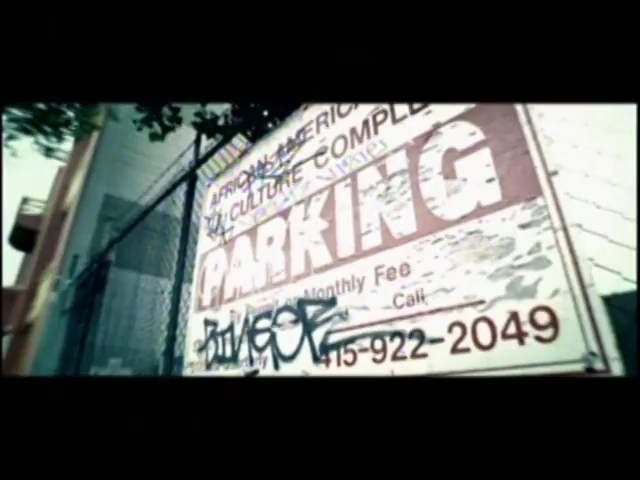 AFRICAN AMERIC
CULTURE COMPLE
PARKING
Monthly Fee
Call
415-922-2049